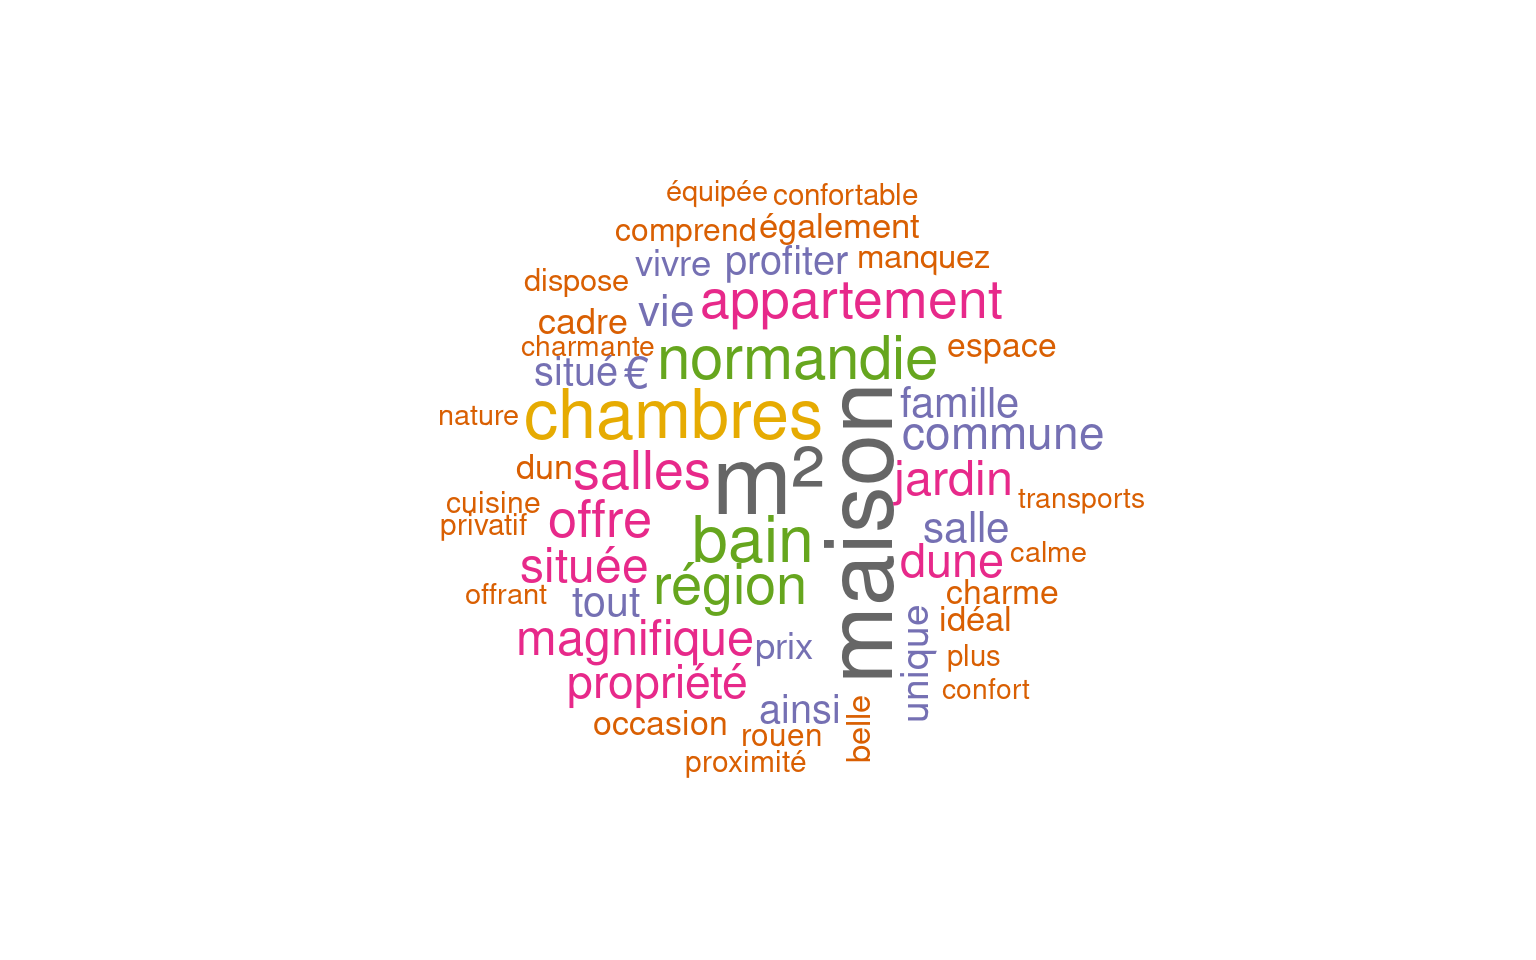 équipée
confortable
comprend
également
vivre
profiter
manquez
dispose
vie
appartement
cadre
charmante
normandie
espace
situé
€
chambres
famille
nature
commune
dun
salles
m²
maison
jardin
cuisine
transports
privatif
offre
bain
salle
située
dune
calme
région
offrant
tout
charme
idéal
magnifique
prix
unique
plus
propriété
confort
ainsi
belle
occasion
rouen
proximité